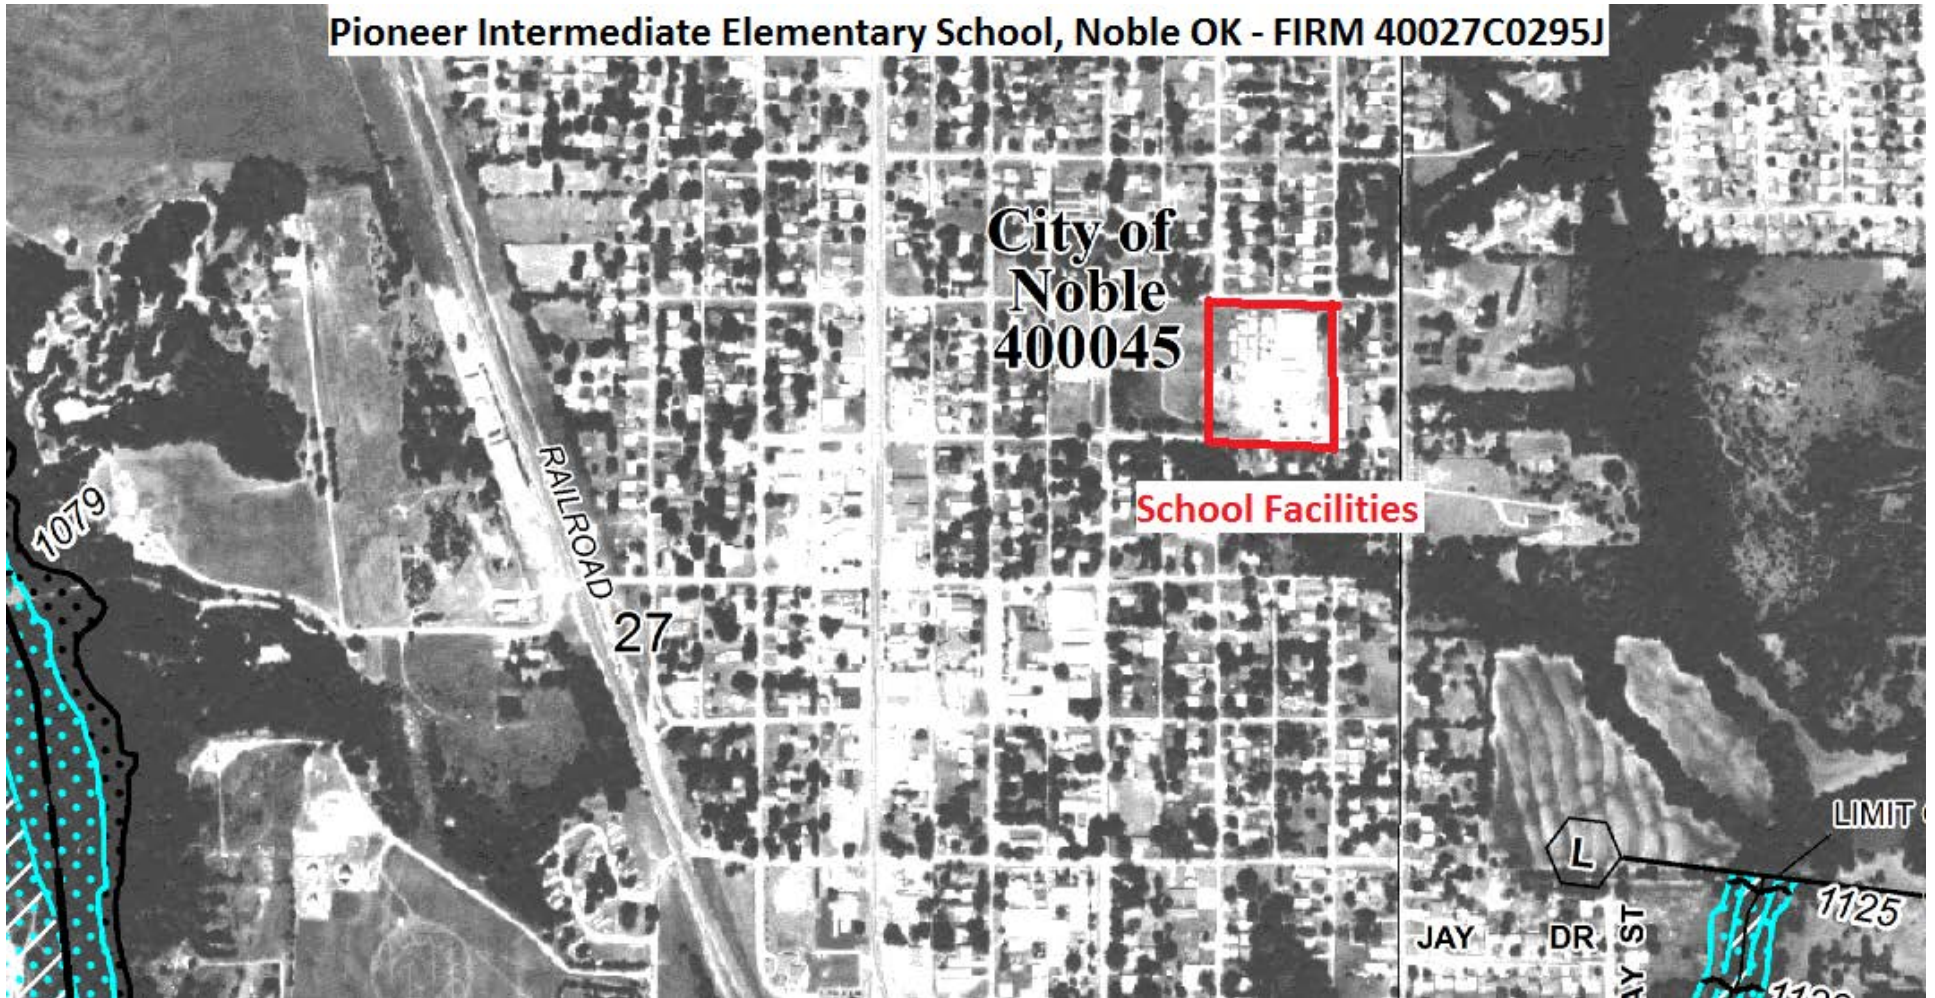 Pioneer Intermediate Elementary School, Noble OK - FIRM 40027C0295J
City of
Noble
400045
School Facilities
1079
RAILROAD
27
LIMIT
L
1125
JAY DR
AY ST